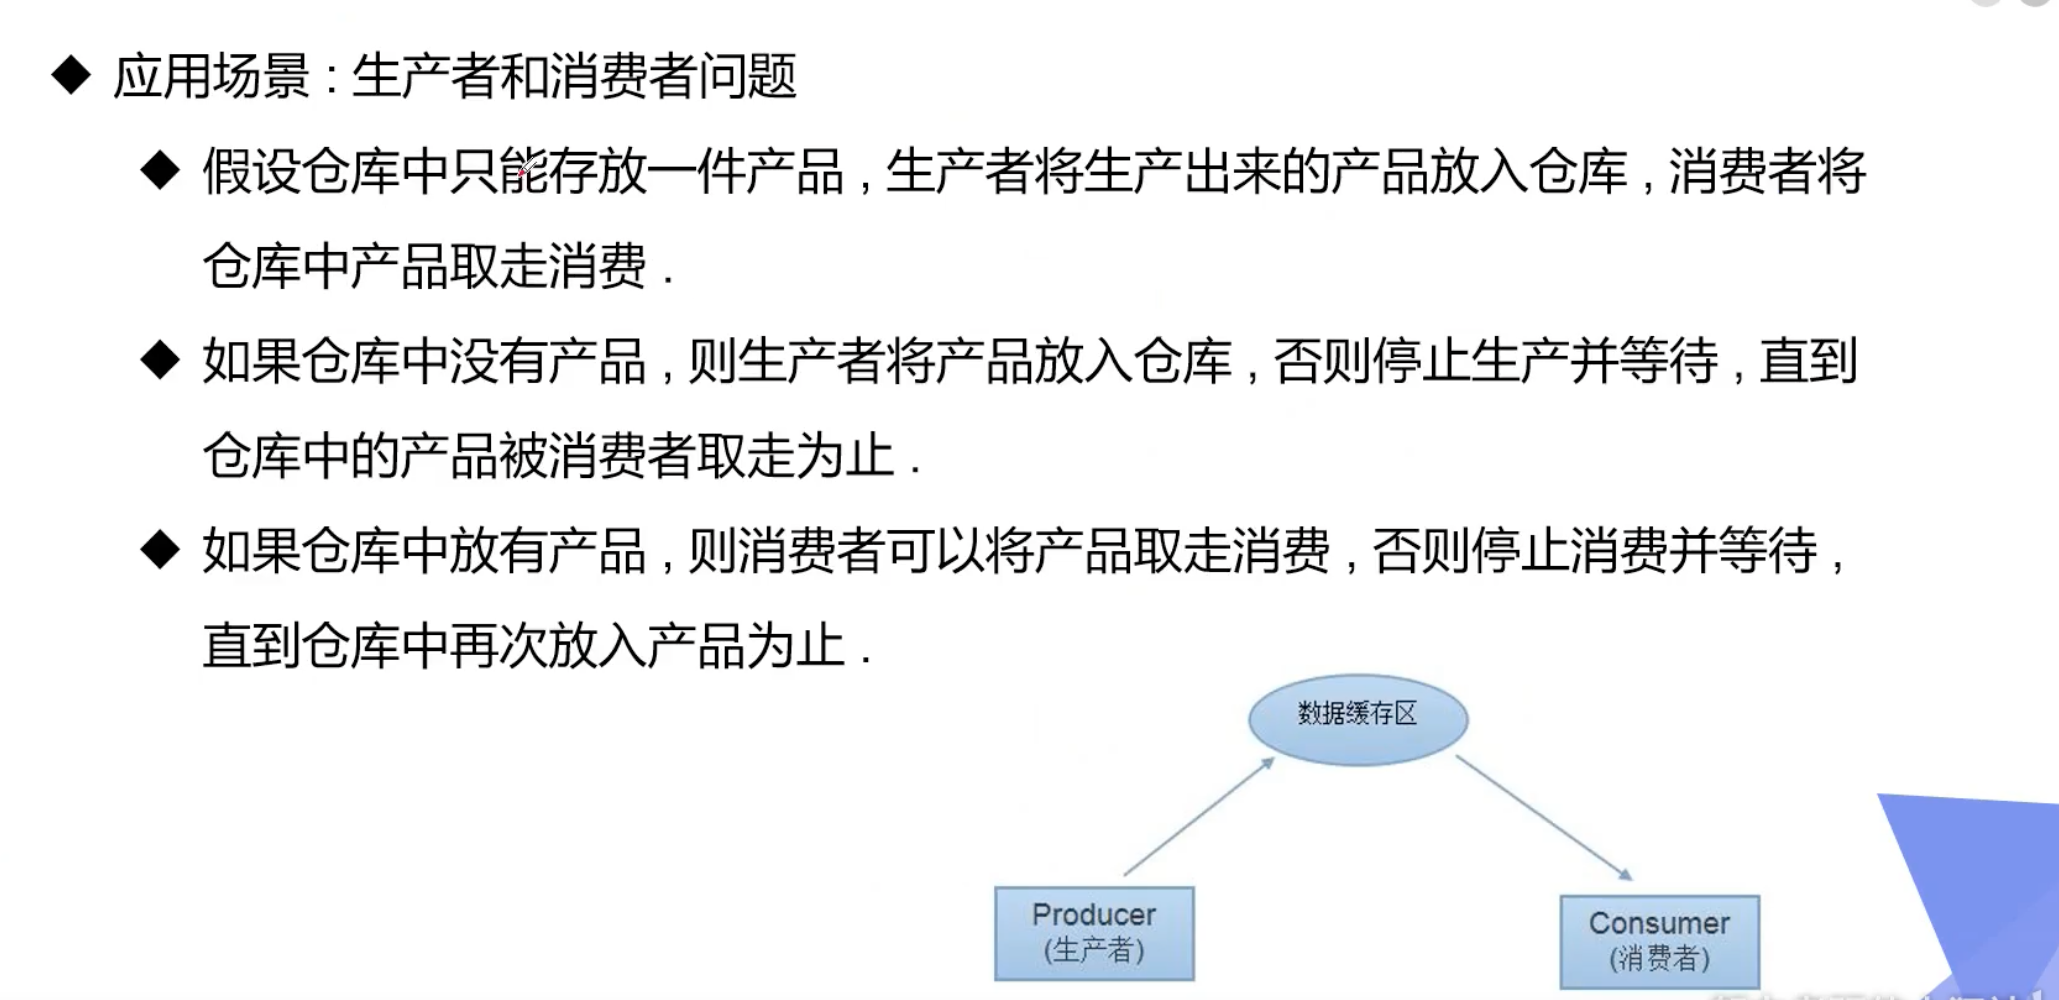 应用场景 : 生产者和消费者问题
假设仓库中只能存放一件产品 , 生产者将生产出来的产品放入仓库 , 消费者将
仓库中产品取走消费 .
如果仓库中没有产品 , 则生产者将产品放入仓库 , 否则停止生产并等待 , 直到
仓库中的产品被消费者取走为止 .
如果仓库中放有产品 , 则消费者可以将产品取走消费 , 否则停止消费并等待 ,
直到仓库中再次放入产品为止 .
数据缓存区
Producer
(生产者)
Consumer
(消费者)